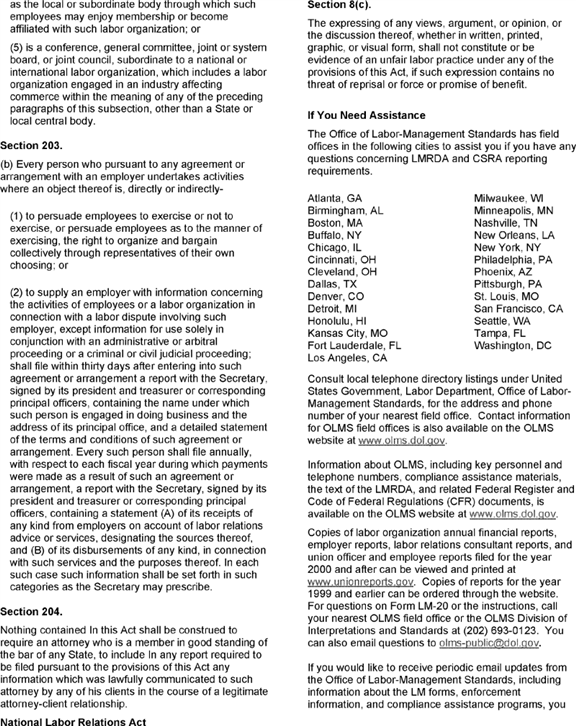 as the local or subordinate body through which such
employees may enjoy membership or become
affiliated with such labor organization; or
(5) is a conference, general committee, joint or system
board, or joint council, subordinate to a national or
international labor organization, which includes a labor
organization engaged in an industry affecting
commerce within the meaning of any of the preceding
paragraphs of this subsection, other than a State or
local central body.
Section 203.
(b) Every person who pursuant to any agreement or
arrangement with an employer undertakes activities
where an object thereof is, directly or indirectly-
(1) to persuade employees to exercise or not to
exercise, or persuade employees as to the manner of
exercising, the right to organize and bargain
collectively through representatives of their own
choosing; or
(2) to supply an employer with information concerning
the activities of employees or a labor organization in
connection with a labor dispute involving such
employer, except information for use solely in
conjunction with an administrative or arbitral
proceeding or a criminal or civil judicial proceeding;
shall file within thirty days after entering into such
agreement or arrangement a report with the Secretary,
signed by its president and treasurer or corresponding
principal officers, containing the name under which
such person is engaged in doing business and the
address of its principal office, and a detailed statement
of the terms and conditions of such agreement or
arrangement. Every such person shall file annually,
with respect to each fiscal year during which payments
were made as a result of such an agreement or
arrangement, a report with the Secretary, signed by its
president and treasurer or corresponding principal
officers, containing a statement (A) of its receipts of
any kind from employers on account of labor relations
advice or services, designating the sources thereof,
and (B) of its disbursements of any kind, in connection
with such services and the purposes thereof. In each
such case such information shall be set forth in such
categories as the Secretary may prescribe.
Section 204.
Nothing contained In this Act shall be construed to
require an attorney who is a member in good standing of
the bar of any State, to include In any report required to
be filed pursuant to the provisions of this Act any
information which was lawfully communicated to such
attorney by any of his clients in the course of a legitimate
attorney-client relationship.
National Labor Relations Act
Section 8(c).
The expressing of any views, argument, or opinion, or
the discussion thereof, whether in written, printed,
graphic, or visual form, shall not constitute or be
evidence of an unfair labor practice under any of the
provisions of this Act, if such expression contains no
threat of reprisal or force or promise of benefit.
If You Need Assistance
The Office of Labor-Management Standards has field
offices in the following cities to assist you if you have any
questions concerning LMRDA and CSRA reporting
requirements.
Atlanta, GA
Birmingham, AL
Boston, MA
Buffalo, NY
Chicago, IL
Cincinnati, OH
Cleveland, OH
Dallas, TX
Denver, CO
Detroit, MI
Honolulu, HI
Kansas City, MO
Fort Lauderdale, FL
Los Angeles, CA
Milwaukee, WI
Minneapolis, MN
Nashville, TN
New Orleans, LA
New York, NY
Philadelphia, PA
Phoenix, AZ
Pittsburgh, PA
St. Louis, MO
San Francisco, CA
Seattle, WA
Tampa, FL
Washington, DC
Consult local telephone directory listings under United
States Government, Labor Department, Office of Labor-
Management Standards, for the address and phone
number of your nearest field office. Contact information
for OLMS field offices is also available on the OLMS
website at www.olms.dol.gov.
Information about OLMS, including key personnel and
telephone numbers, compliance assistance materials,
the text of the LMRDA, and related Federal Register and
Code of Federal Regulations (CFR) documents, is
available on the OLMS website at www.olms.dol.gov.
Copies of labor organization annual financial reports,
employer reports, labor relations consultant reports, and
union officer and employee reports filed for the year
2000 and after can be viewed and printed at
www.unionreports.gov. Copies of reports for the year
1999 and earlier can be ordered through the website.
For questions on Form LM-20 or the instructions, call
your nearest OLMS field office or the OLMS Division of
Interpretations and Standards at (202) 693-0123. You
can also email questions to olms-public@dol.gov.
If you would like to receive periodic email updates from
the Office of Labor-Management Standards, including
information about the LM forms, enforcement
information, and compliance assistance programs, you